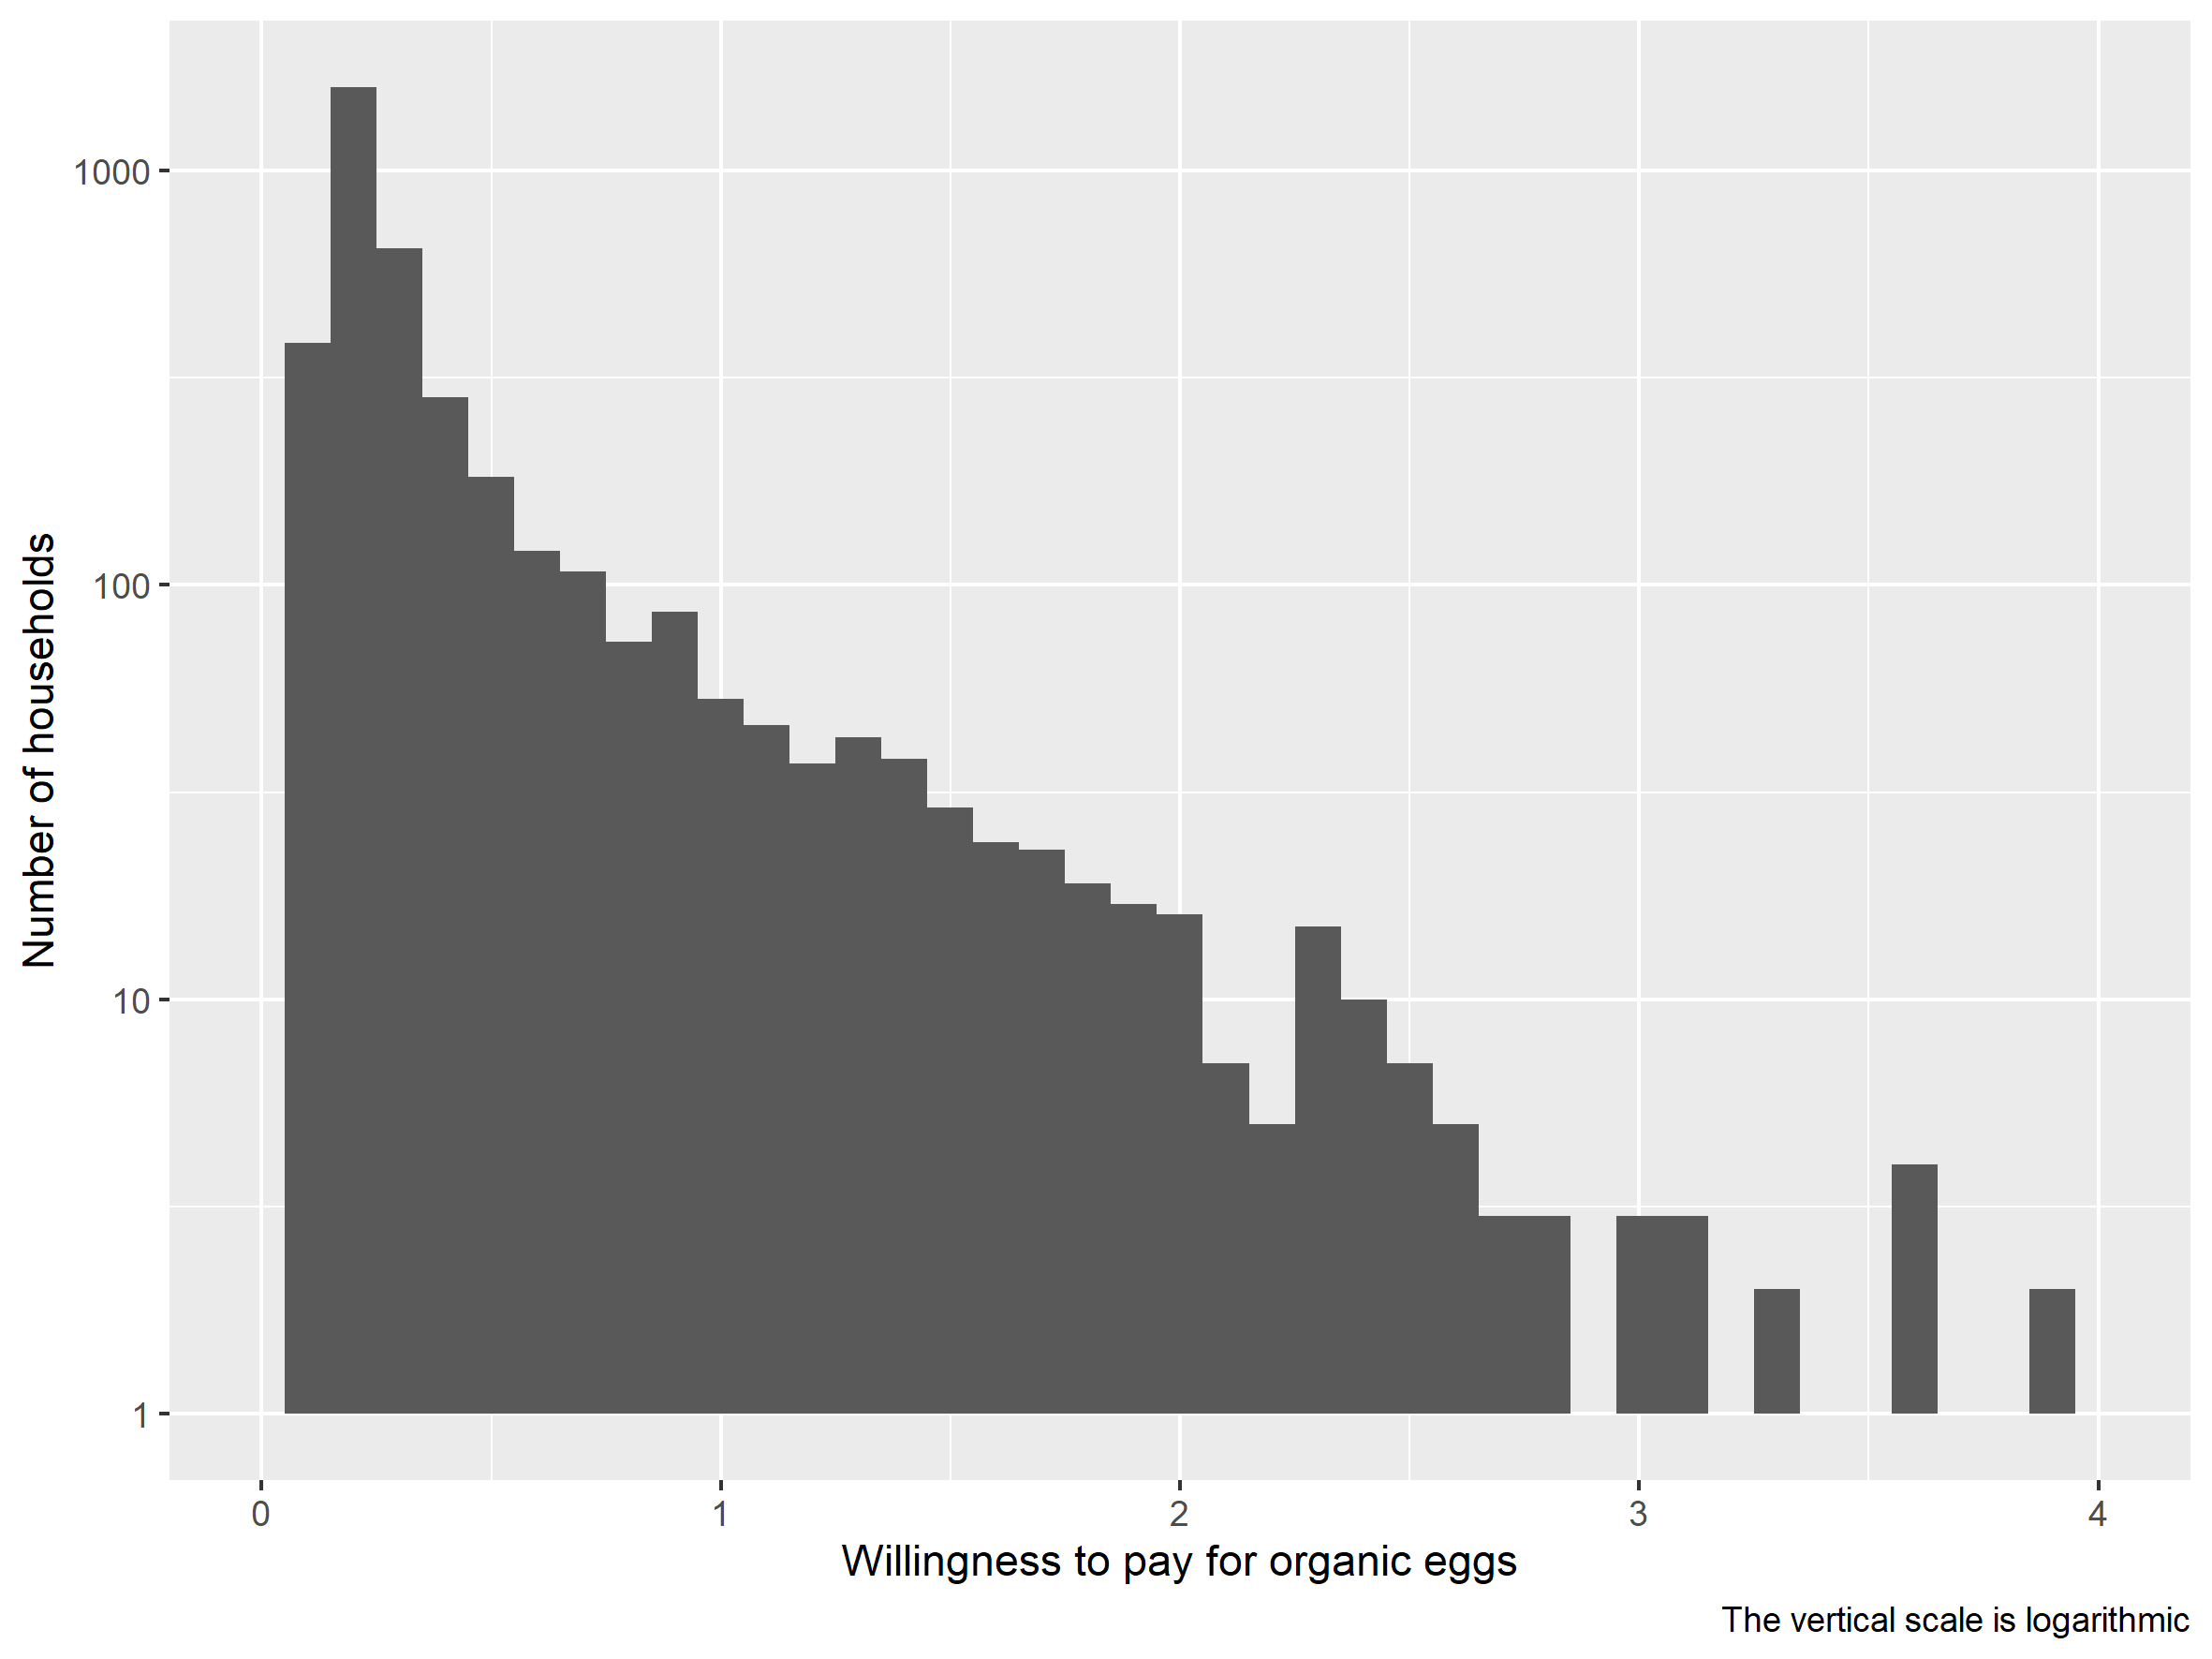 Number of households
1000
100
10
1
0 1 2 3 4
Willingness to pay for organic eggs
The vertical scale is logarithmic